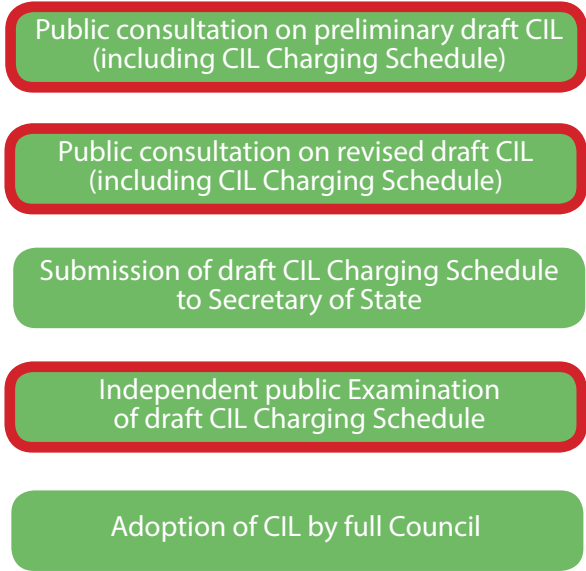 Public consultation on preliminary draft CIL
(including CIL Charging Schedule)
Public consultation on revised draft CIL
(including CIL Charging Schedule)
Submission of draft CIL Charging Schedule
to Secretary of State
Independent public Examination
of draft CIL Charging Schedule
Adoption of CIL by full Council